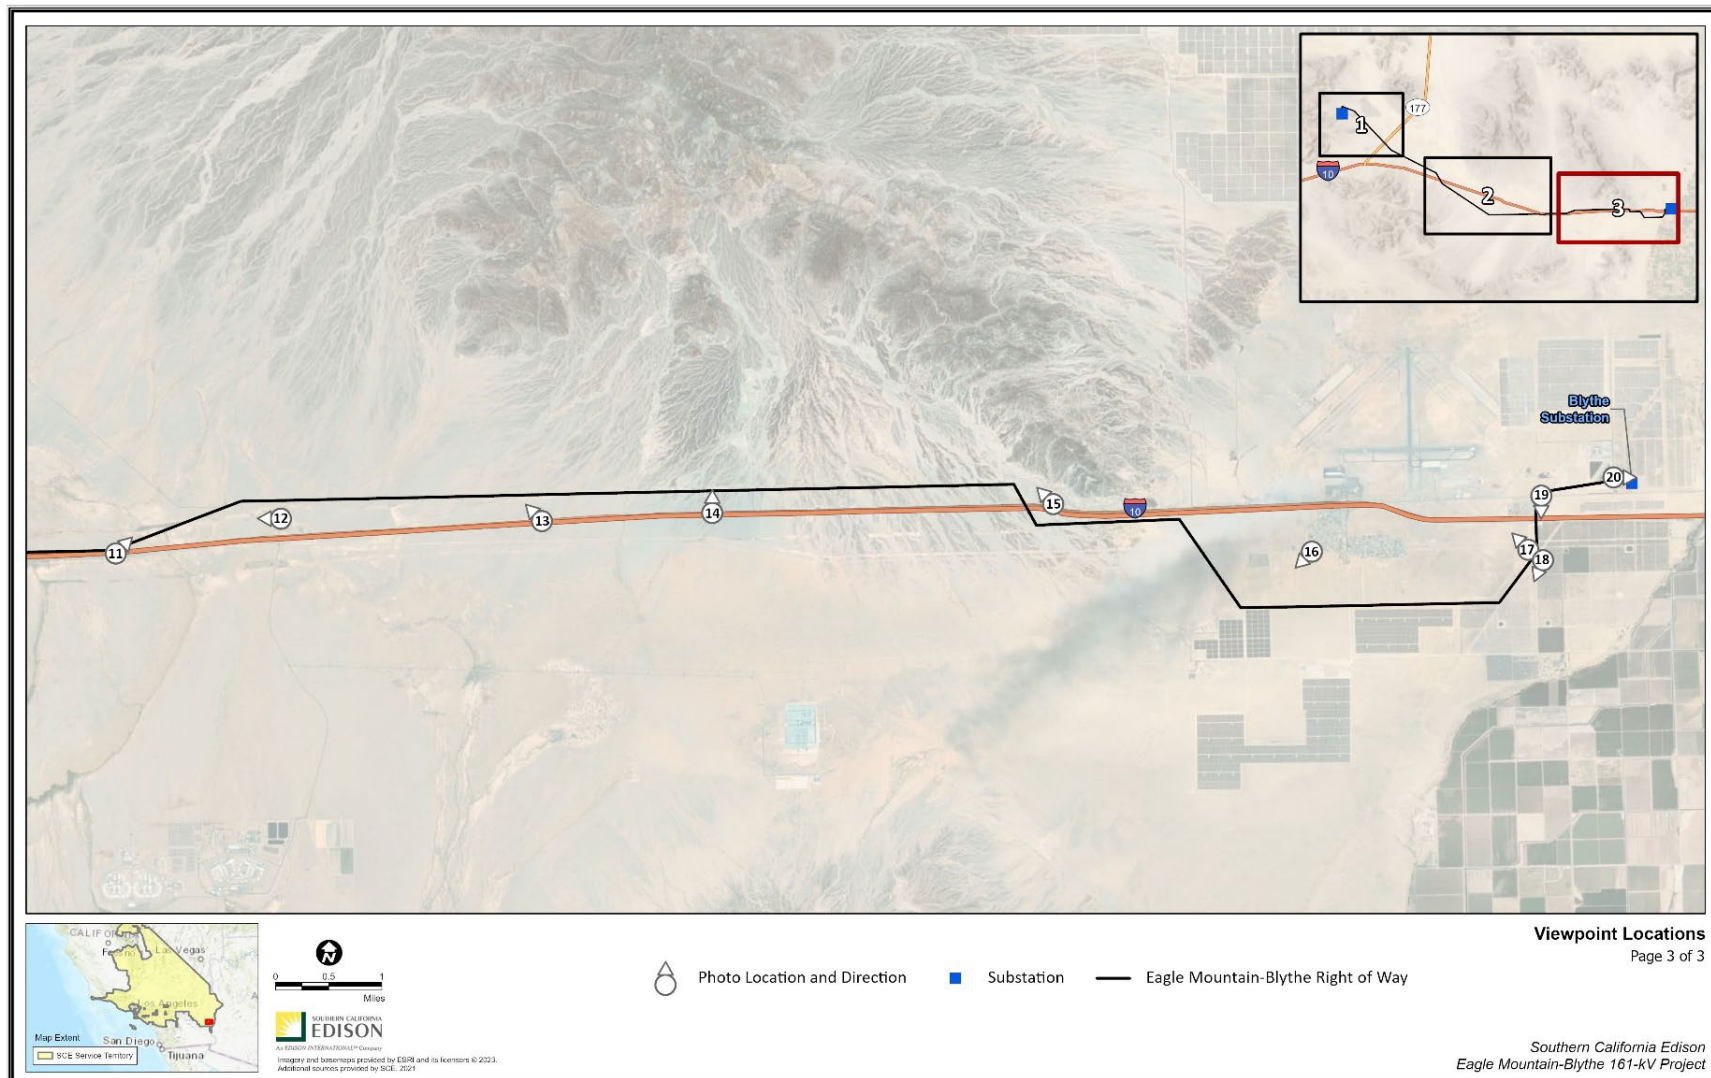 177
1
10
2
3
Blythe
Substation
20
19
15
10
12
14
13
11
16
17
18
CALIFO
Fresno
Las Vegas
Los Angeles
San Diego
Tijuana
Map Extent
SCE Service Territory
N
0 0.5 1
Miles
SOUTHERN CALIFORNIA
EDISON
An EDISON INTERNATIONAL® Company
Imagery and basemaps provided by ESRI and its licensors © 2023.
Additional sources provided by SCE, 2021
Photo Location and Direction
Substation
Eagle Mountain-Blythe Right of Way
Viewpoint Locations
Page 3 of 3
Southern California Edison
Eagle Mountain-Blythe 161-kV Project